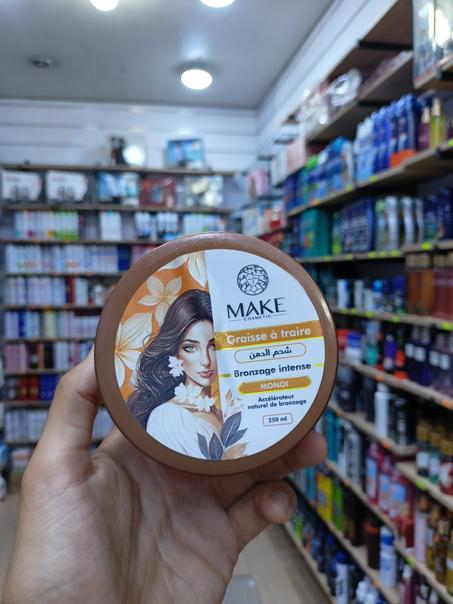 MAKE
COSMETIC
Graisse à traire
شحم الدهن
Bronzage intense
MONOI
Accélérateur
naturel de bronzage
250 ml